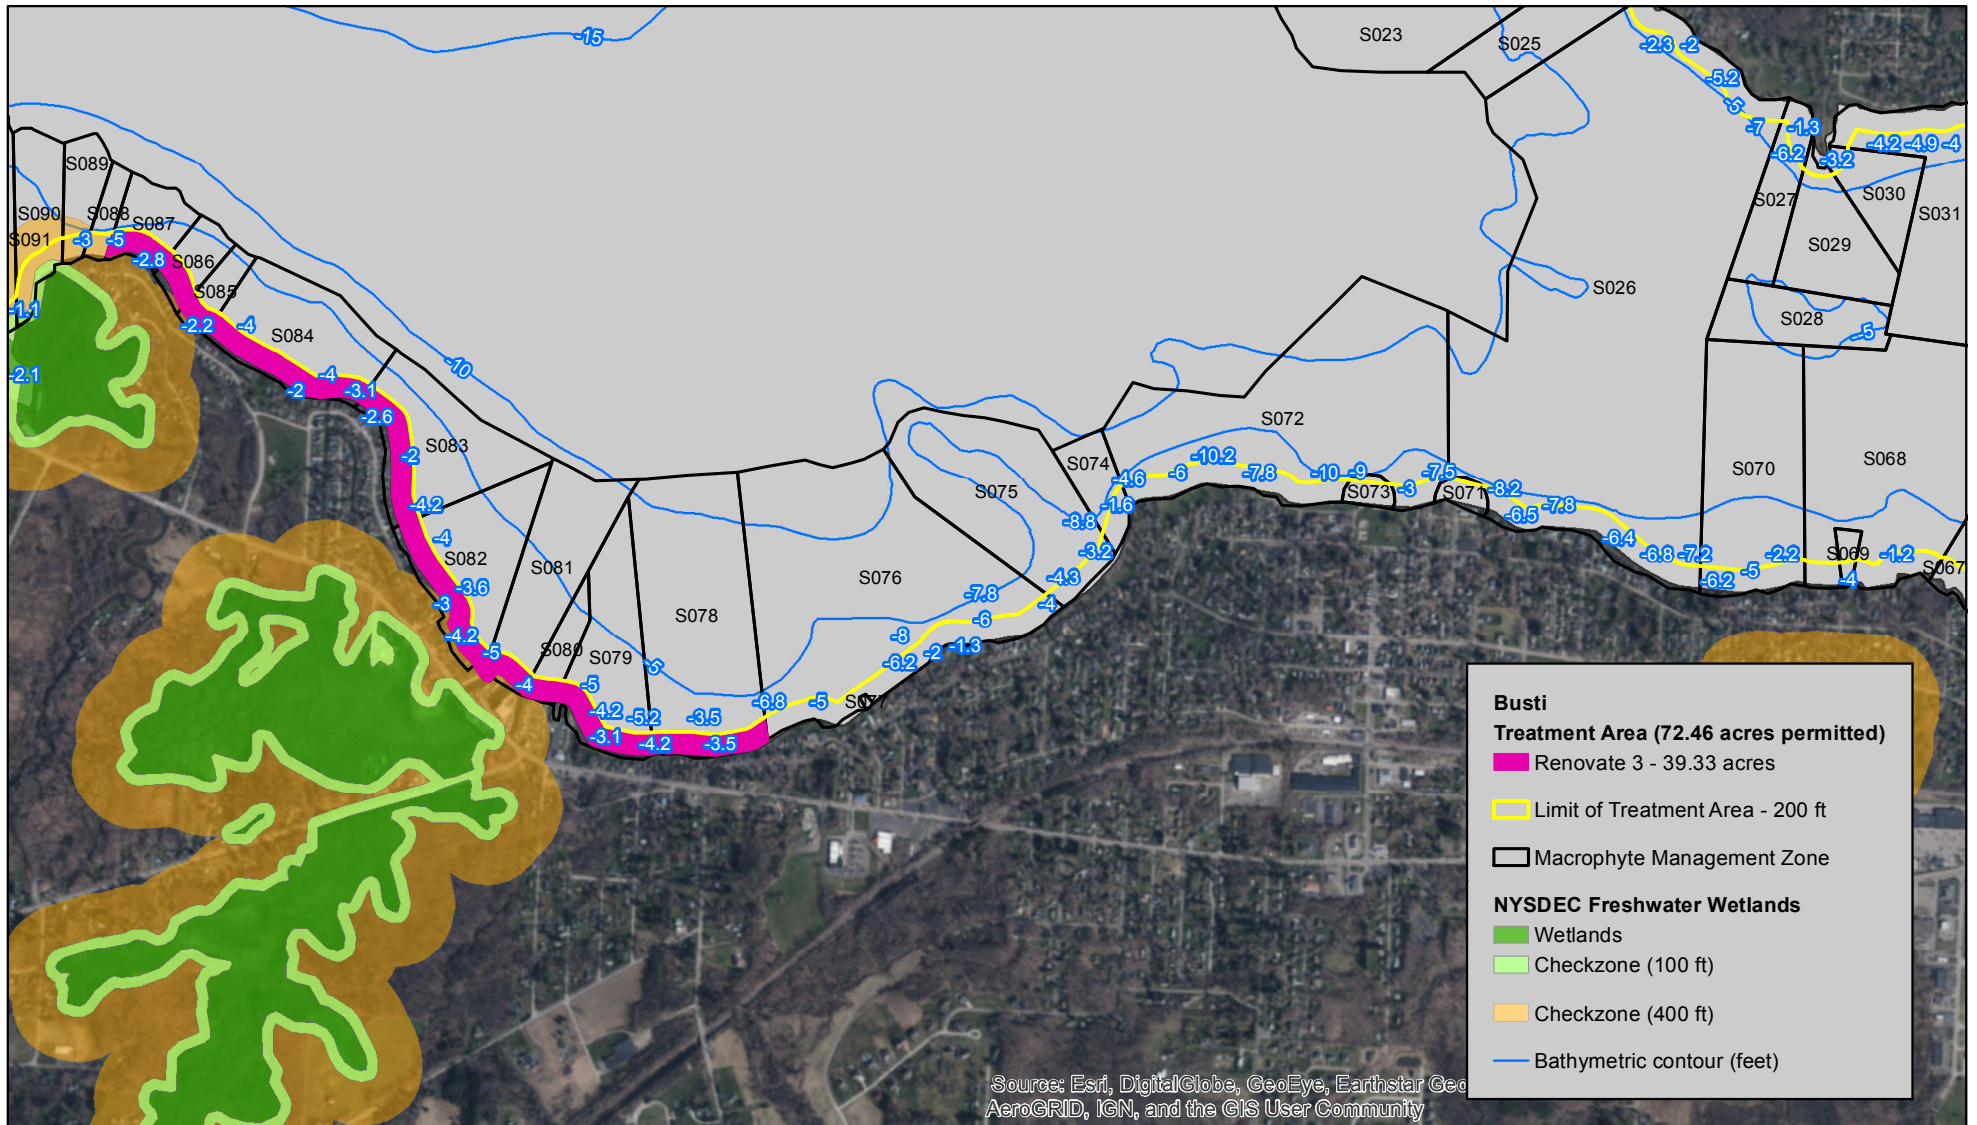 -15
S023
S025
-2.3 -2
-5.2
-5
-7 -1.3
-4.2 -4.9 -4
-6.2 -3.2
S089
S027
S030
S031
S090 S088 S087
S091 -3 -5
-2.8 S086
S029
S085
S026
-1.1
-2.2 -4
S084
S028
-5
-2.1
-10
-4
-2 -3.1
-2.6
S083
S072
-2
S074
-10.2
S070
S068
-4.6 -6 -7.8 -10 -9 -7.5
S075
S073 -3 S071 -8.2
-4.2
-1.6
-7.8
-6.5
-8.8
-4
-6.4
S082
-3.2
-6.8 -7.2 -2.2 S069 -1.2
S081
S076
-4.3
-5
S067
-3.6
-6.2
-4
-3
-7.8
-4
S078
-6
-4.2
-8
-5
S080 S079
-2 -1.3
-5
-6.2
-4
-5
-6.8 -5 S077
-4.2 -5.2 -3.5
-3.1 -4.2 -3.5
Busti
Treatment Area (72.46 acres permitted)
Renovate 3 - 39.33 acres
Limit of Treatment Area - 200 ft
Macrophyte Management Zone
NYSDEC Freshwater Wetlands
Wetlands
Checkzone (100 ft)
Checkzone (400 ft)
Bathymetric contour (feet)
Source: Esri, DigitalGlobe, GeoEye, Earthstar Geo
AeroGRID, IGN, and the GIS User Community